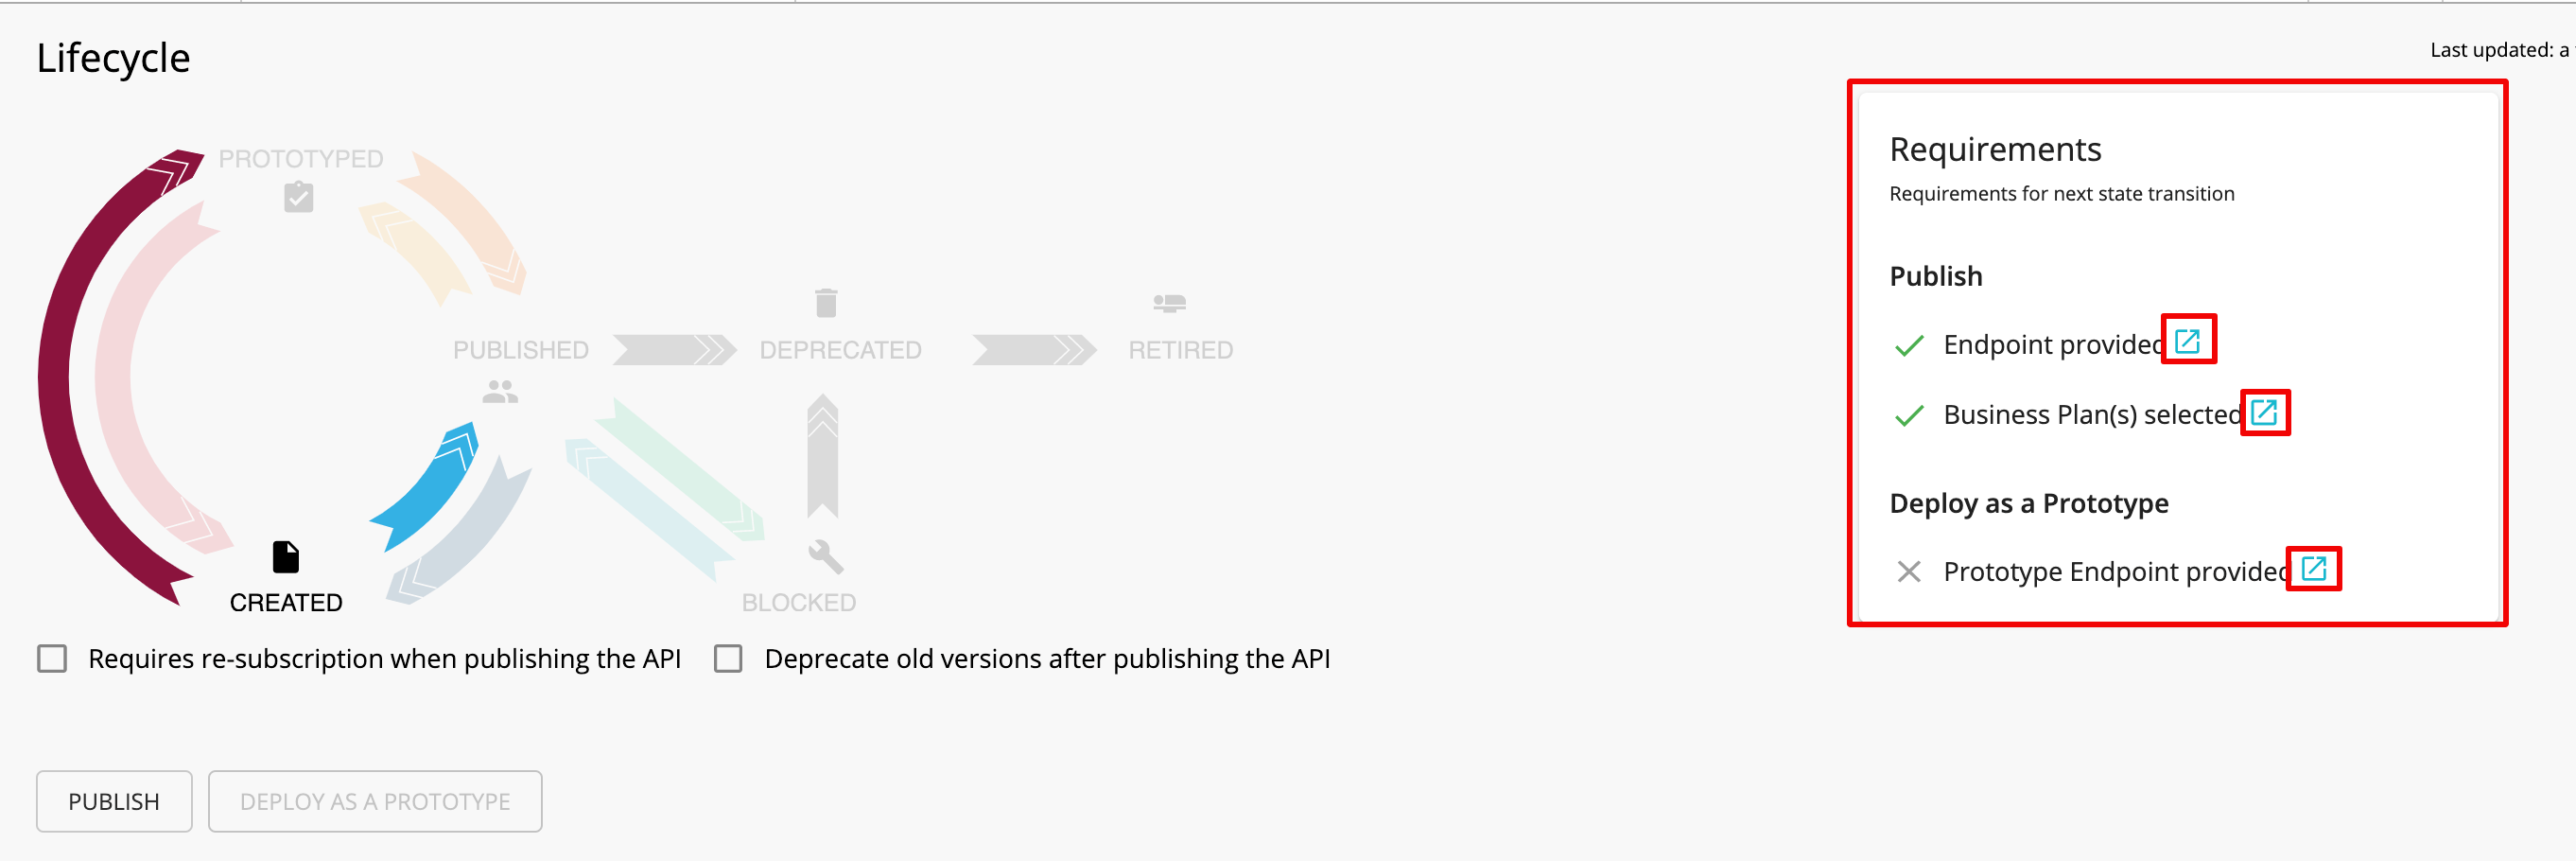 Lifecycle
Last updated: a
PROTOTYPED
PUBLISHED
DEPRECATED
RETIRED
CREATED
BLOCKED
Requires re-subscription when publishing the API
Deprecate old versions after publishing the API
PUBLISH
DEPLOY AS A PROTOTYPE
Requirements
Requirements for next state transition
Publish
Endpoint provided
Business Plan(s) selected
Deploy as a Prototype
Prototype Endpoint provided